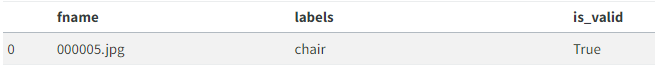 fname labels is_valid
0 000005.jpg chair True